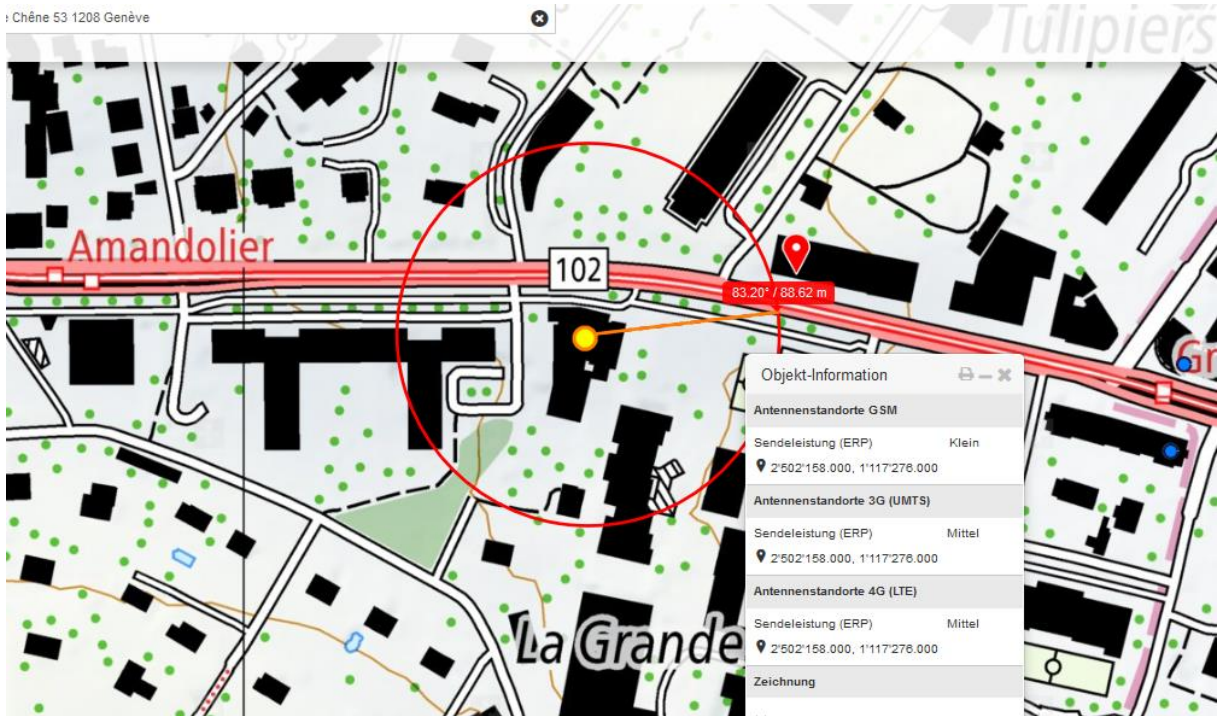 e Chêne 53 1208 Genève
Tulipiers
Amandolier
102
83.20° / 88.62 m
Gr
La Grande
Objekt-Information
Antennenstandorte GSM
Sendeleistung (ERP) Klein
2'502'158.000, 1'117'276.000
Antennenstandorte 3G (UMTS)
Sendeleistung (ERP) Mittel
2'502'158.000, 1'117'276.000
Antennenstandorte 4G (LTE)
Sendeleistung (ERP) Mittel
2'502'158.000, 1'117'276.000
Zeichnung